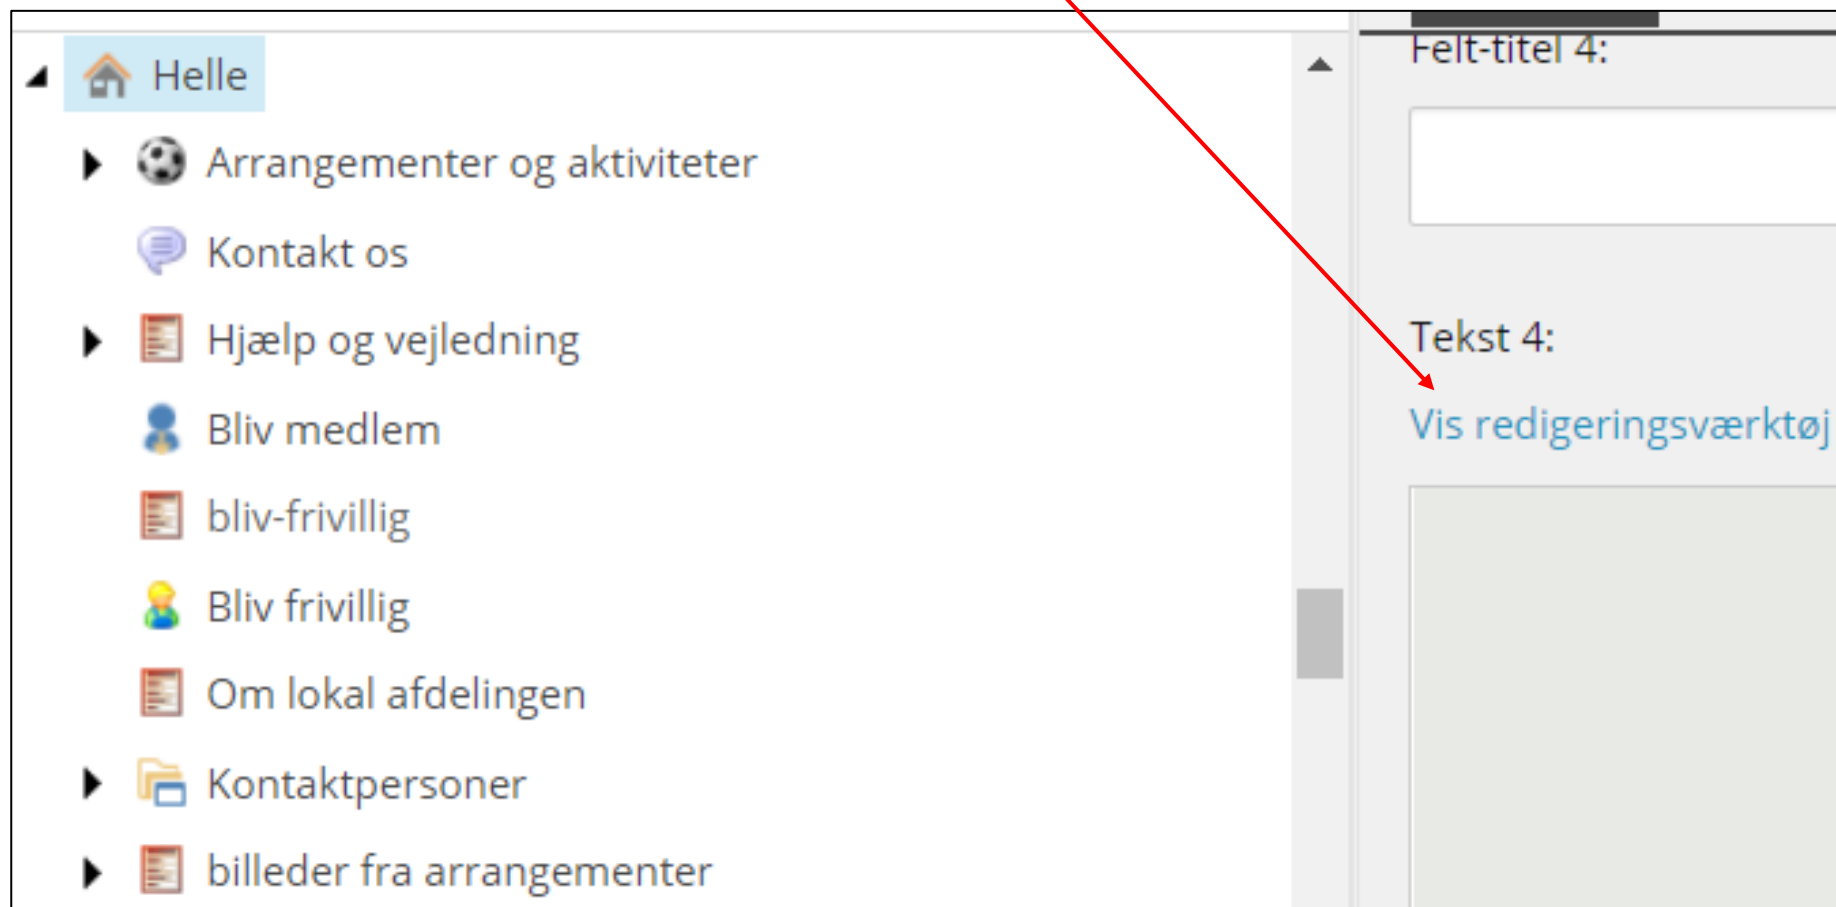 Helle
Arrangementer og aktiviteter
Kontakt os
Hjælp og vejledning
Bliv medlem
bliv-frivillig
Bliv frivillig
Om lokal afdelingen
Kontaktpersoner
billeder fra arrangementer
Felt-titel 4:
Tekst 4:
Vis redigeringsværktøj